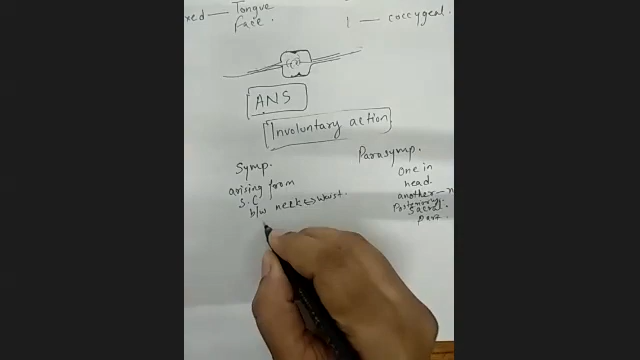 xed — Tongue
Face.
1 — coccygeal.
ANS
Involuntary action
Symp.
arising from
S.C
b/w neck ↔ waist.
Parasymp.
one in
head.
another —
Sacral.
part.